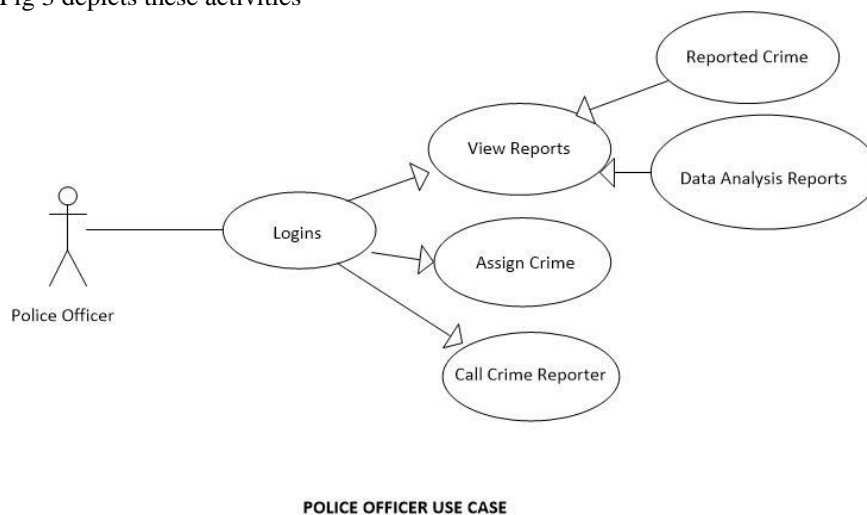 Fig 3 depicts these activities
Reported Crime
View Reports
Data Analysis Reports
Logins
Assign Crime
Police Officer
Call Crime Reporter
POLICE OFFICER USE CASE